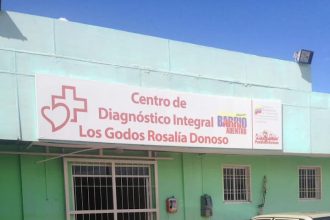 Centro de
Diagnóstico Integral
Los Godos Rosalía Donoso
BARRIO
ADENTRO